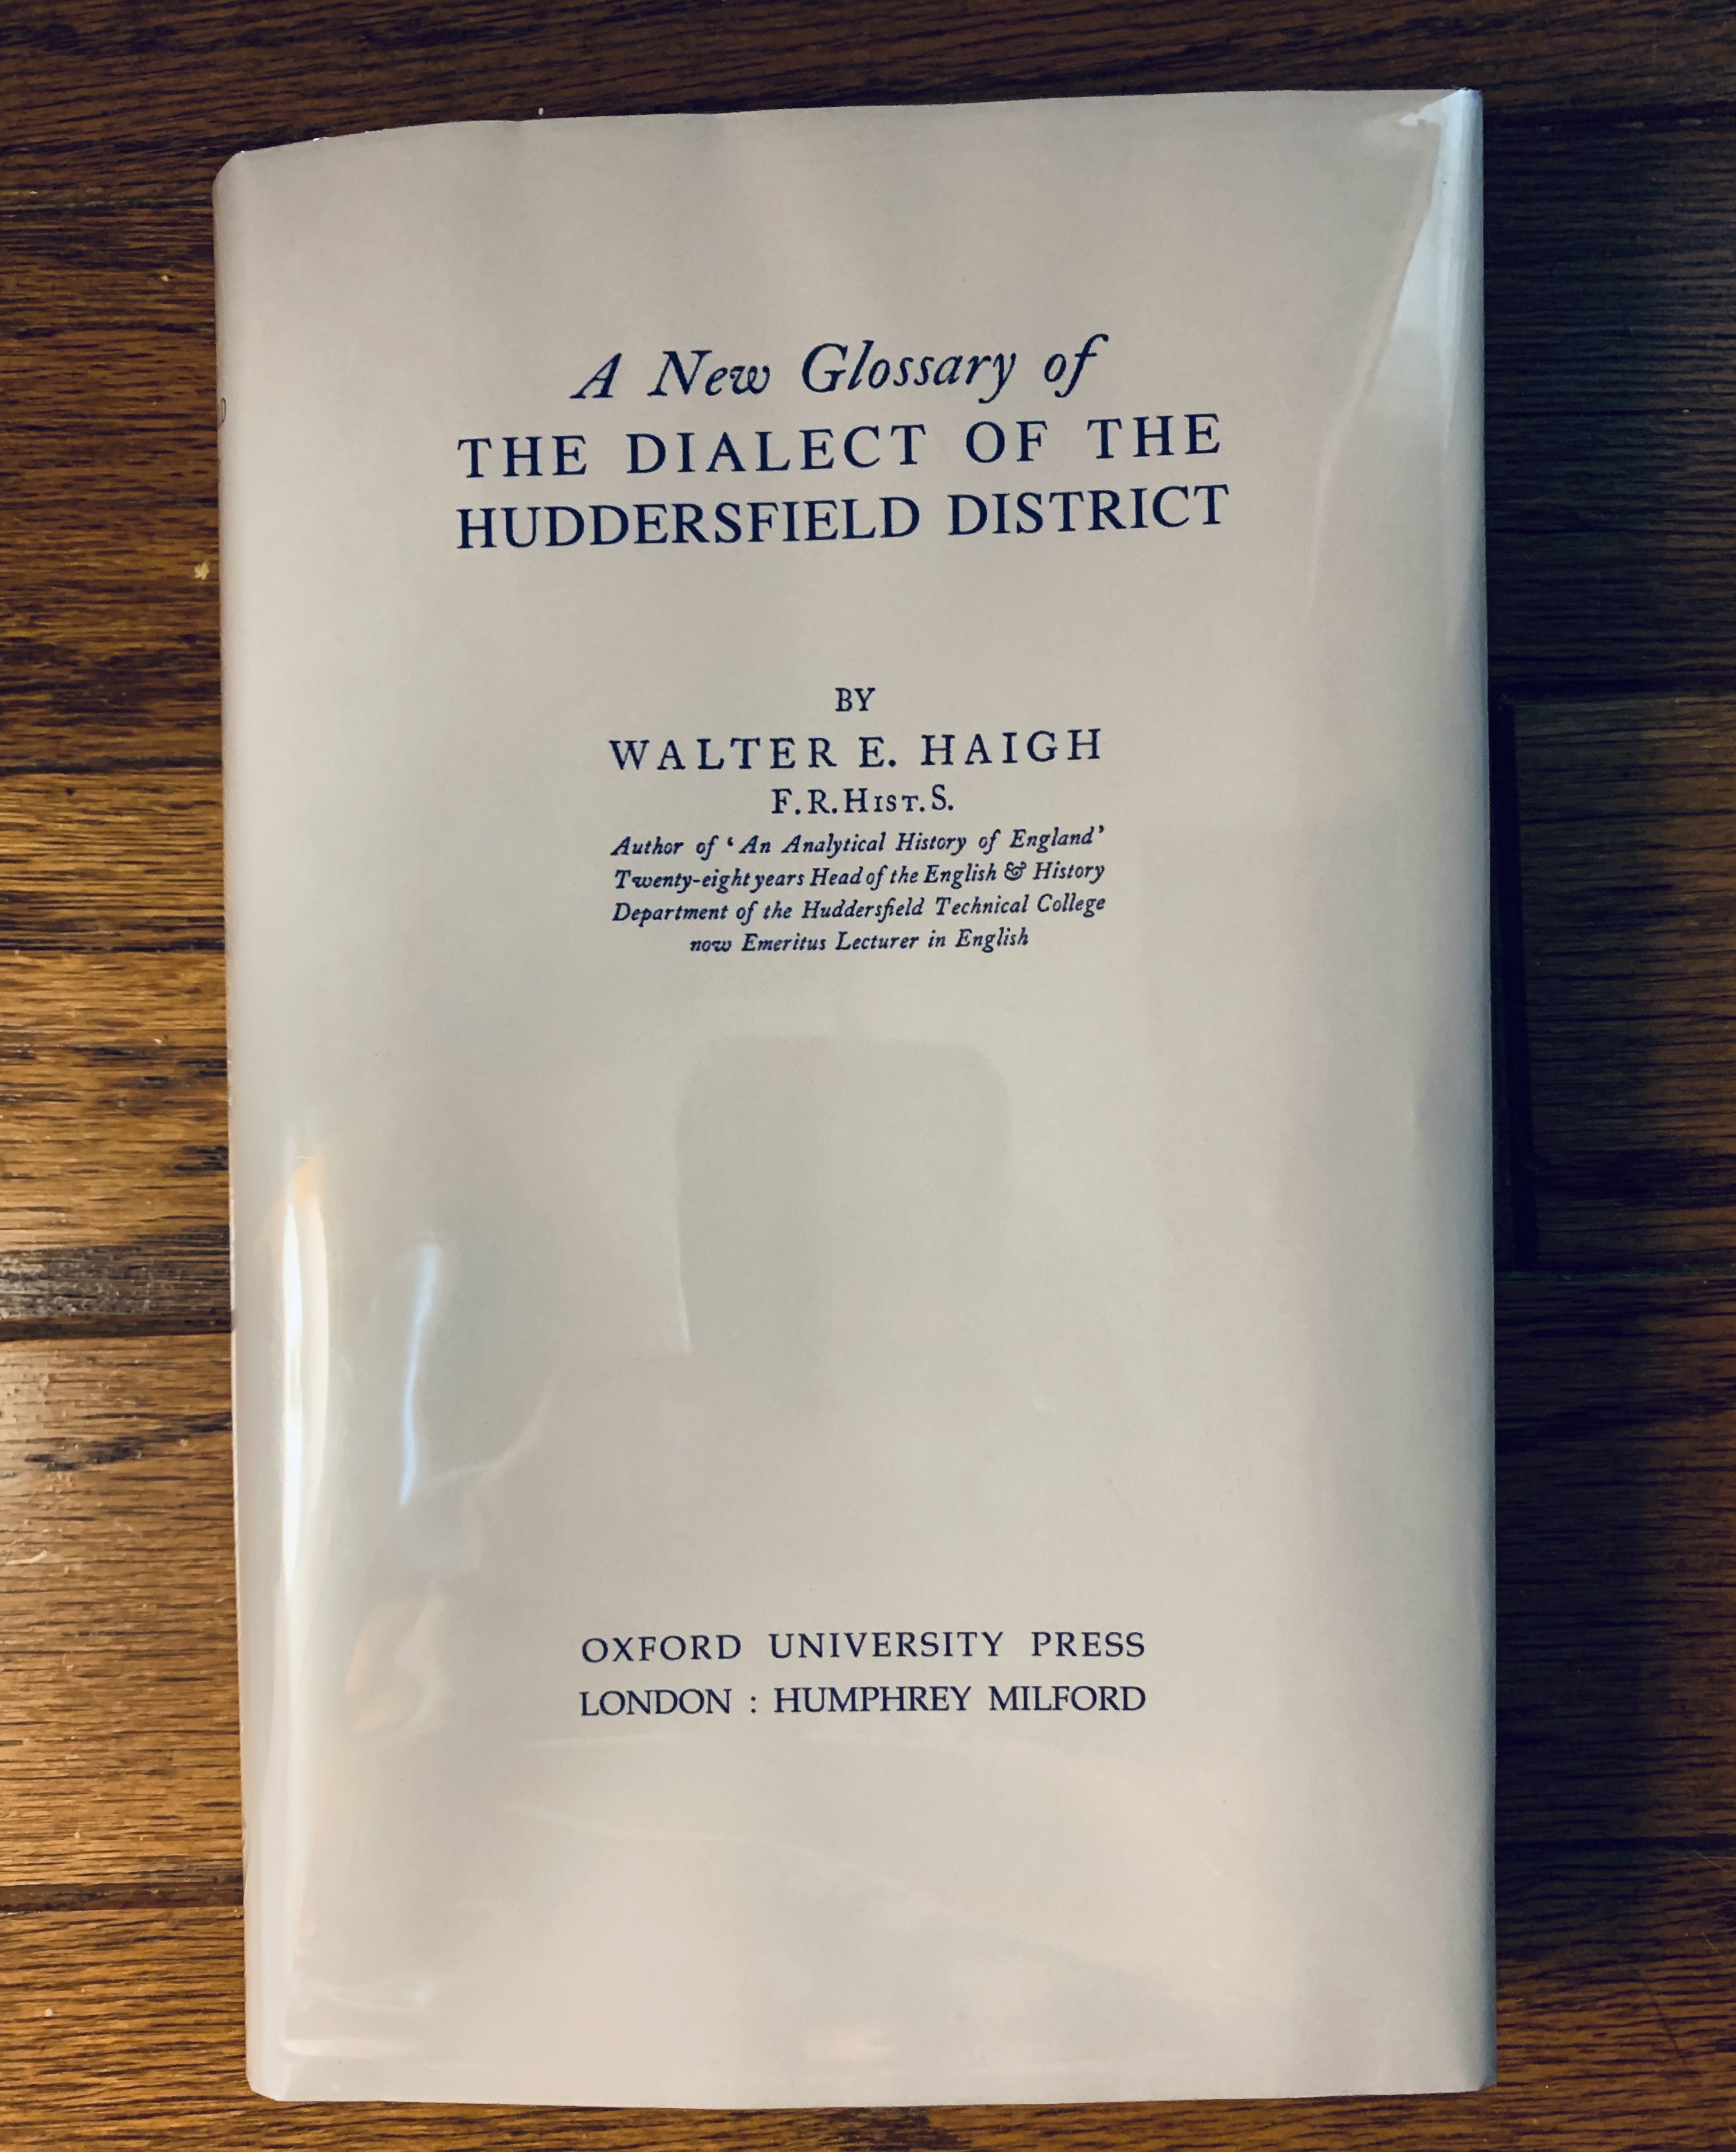 A New Glossary of
THE DIALECT OF THE
HUDDERSFIELD DISTRICT
BY
WALTER E. HAIGH
F.R.HIST.S.
Author of ‘An Analytical History of England’
Twenty-eight years Head of the English & History
Department of the Huddersfield Technical College
now Emeritus Lecturer in English
OXFORD UNIVERSITY PRESS
LONDON : HUMPHREY MILFORD